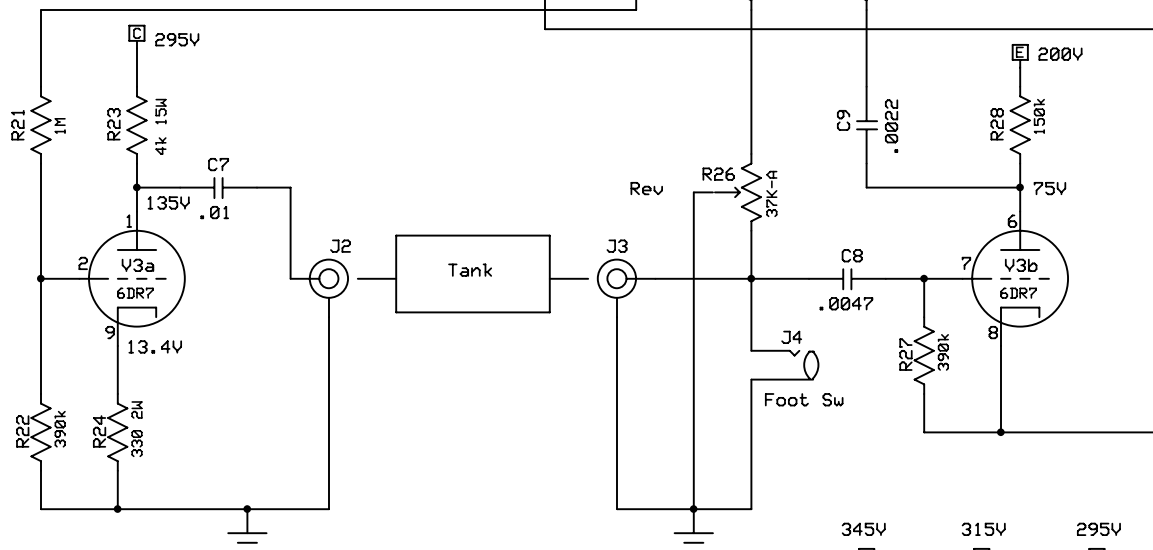 C 295V
E 200V
R21 1M
R23 4k 15W
C9 .0022
R28 150k
C7 .01
135V
Rev
R26 37K-A
75V
1
2
V3a
6DR7
9
13.4V
J2
Tank
J3
C8 .0047
6
7
V3b
6DR7
8
J4
Foot Sw
R27 390k
R22 390k
R24 330 2W
345V
315V
295V